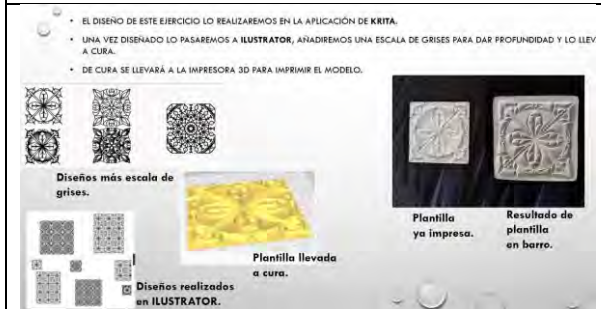 • EL DISEÑO DE ESTE EJERCICIO LO REALIZAREMOS EN LA APLICACIÓN DE KRITA.
• UNA VEZ DISEÑADO LO PASAREMOS A ILUSTRATOR, AÑADIREMOS UNA ESCALA DE GRISES PARA DAR PROFUNDIDAD Y LO LLEV
A CURA.
• DE CURA SE LLEVARÁ A LA IMPRESORA 3D PARA IMPRIMIR EL MODELO.
Diseños más escala de
grises.
Plantilla llevada
a cura.
Diseños realizados
en ILUSTRATOR.
Plantilla
ya impresa.
Resultado de
plantilla
en barro.